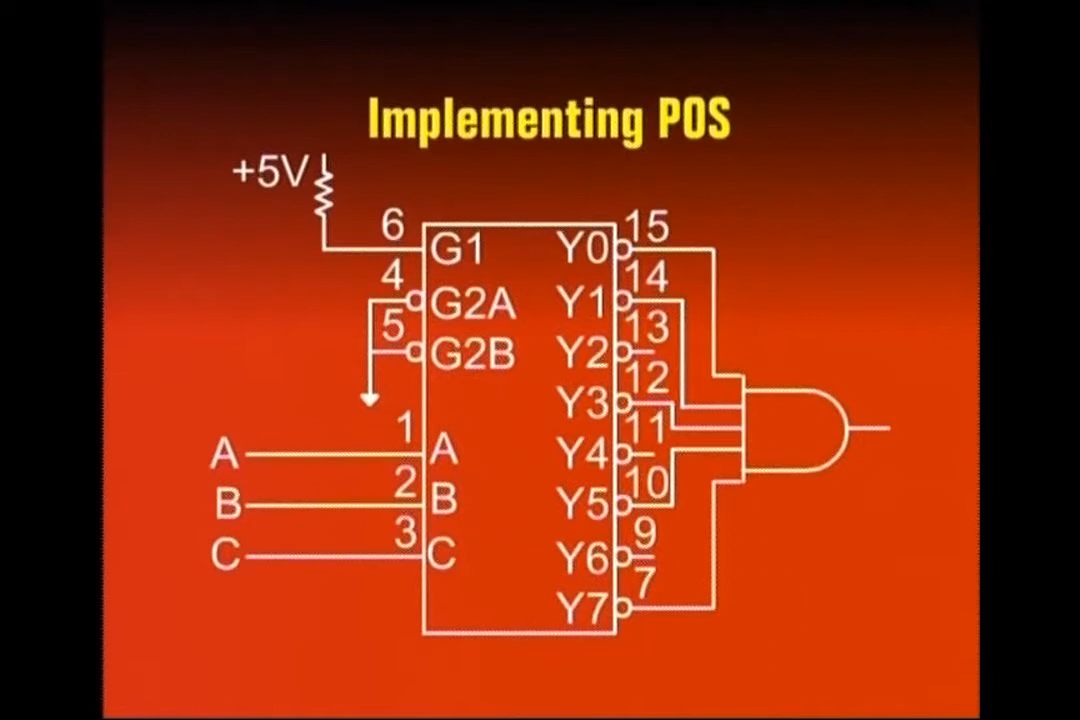 Implementing POS
+5V
6 G1 Y0 15
4 G2A Y1 14
5 G2B Y2 13
Y3 12
A 1 A Y4 11
B 2 B Y5 10
C 3 C Y6 9
Y7 7